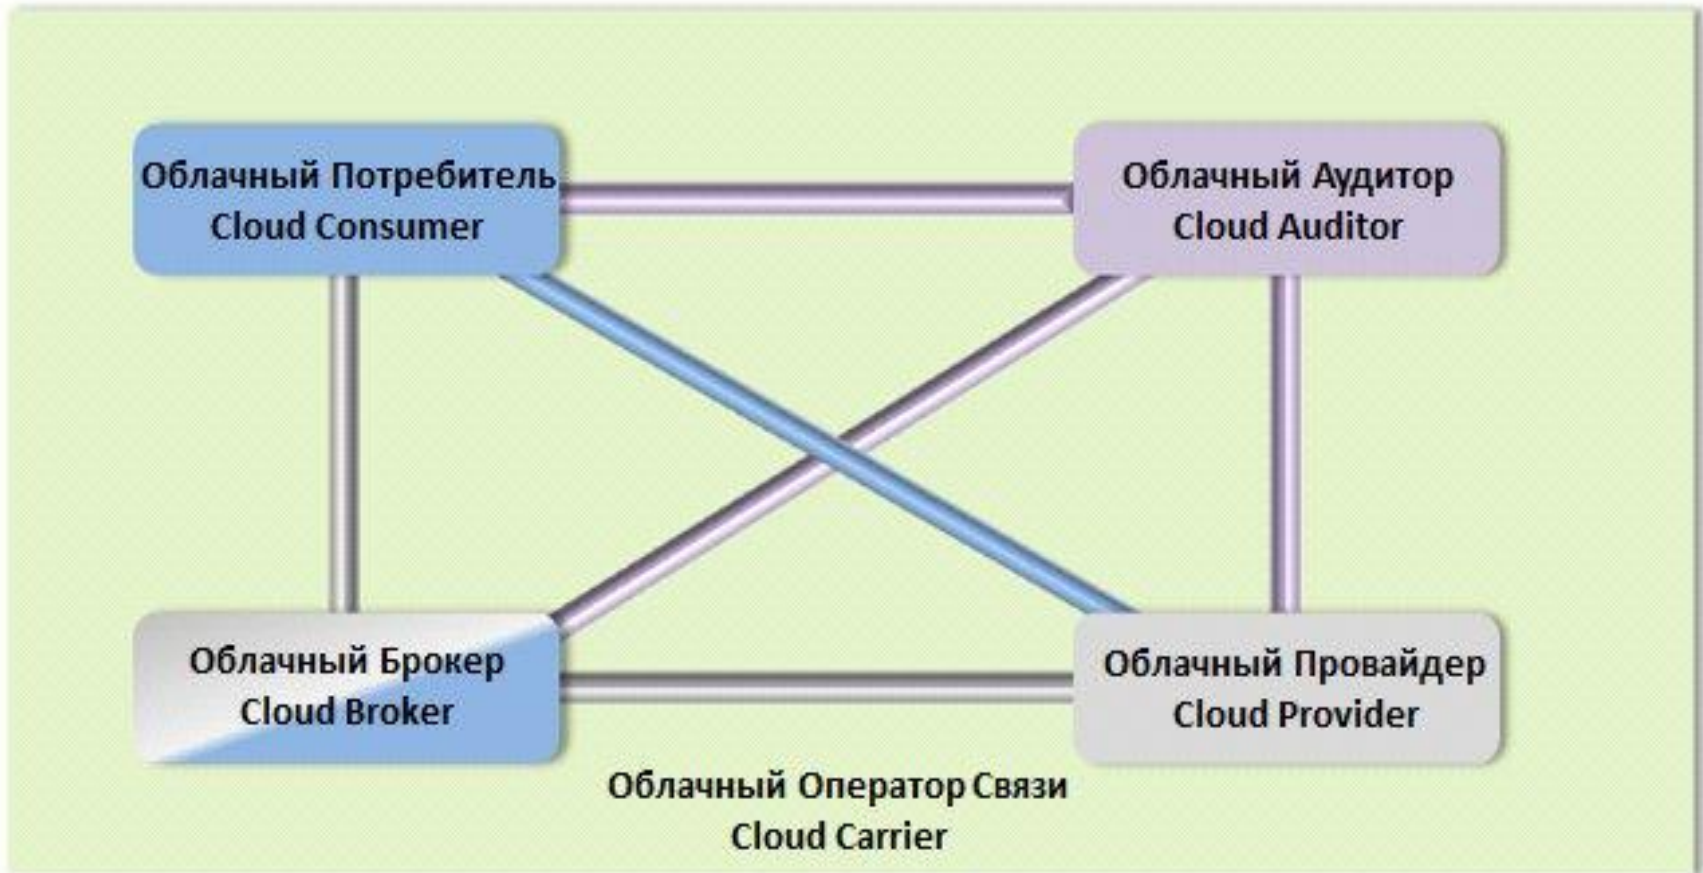 Облачный Потребитель
Cloud Consumer
Облачный Аудитор
Cloud Auditor
Облачный Брокер
Cloud Broker
Облачный Провайдер
Cloud Provider
Облачный Оператор Связи
Cloud Carrier